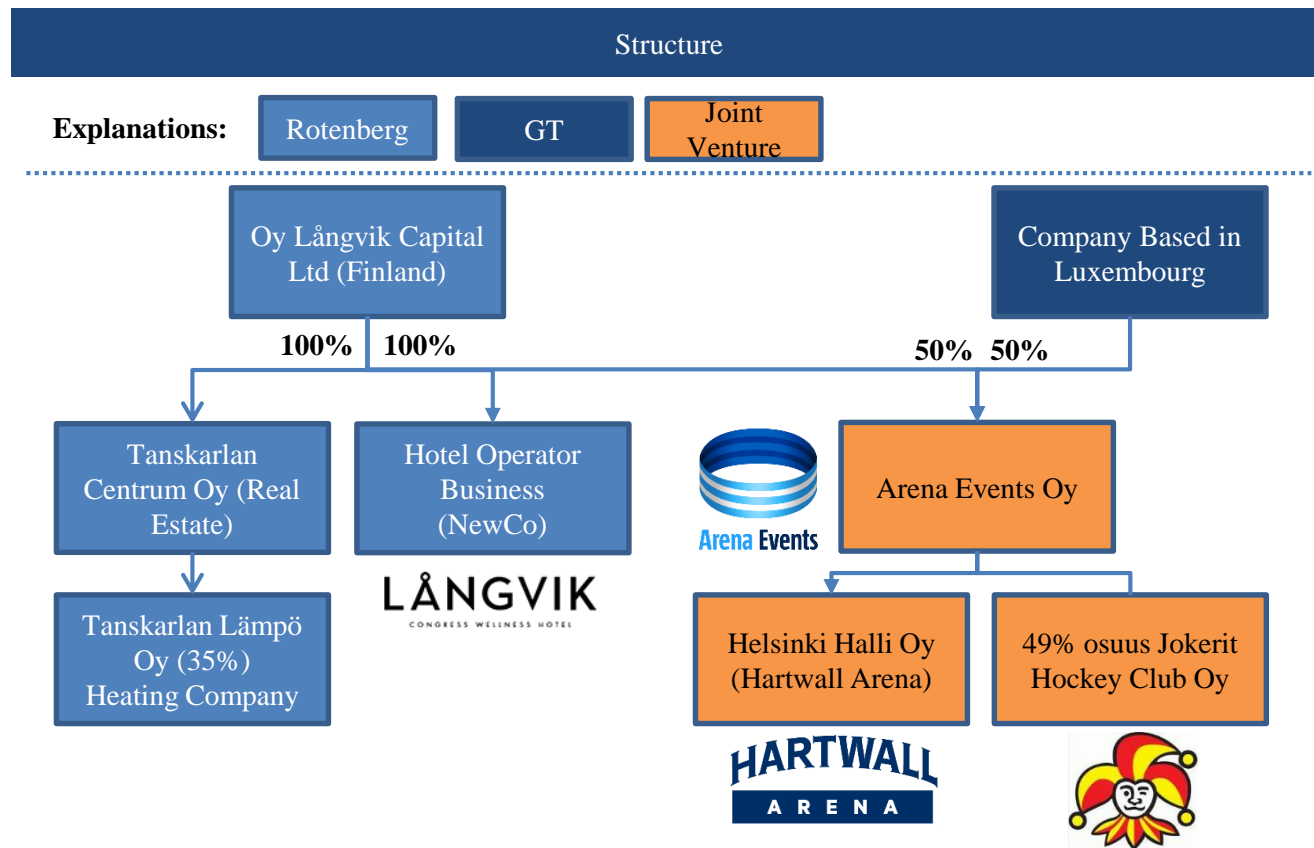 Structure
Explanations:
Rotenberg
GT
Joint
Venture
Oy Långvik Capital
Ltd (Finland)
Company Based in
Luxembourg
100%
100%
50%
50%
Tanskarlan
Centrum Oy (Real
Estate)
Hotel Operator
Business
(NewCo)
Arena Events
Arena Events Oy
LÅNGVIK
CONGRESS WELLNESS HOTEL
Tanskarlan Lämpö
Oy (35%)
Heating Company
Helsinki Halli Oy
(Hartwall Arena)
49% osuus Jokerit
Hockey Club Oy
HARTWALL
ARENA